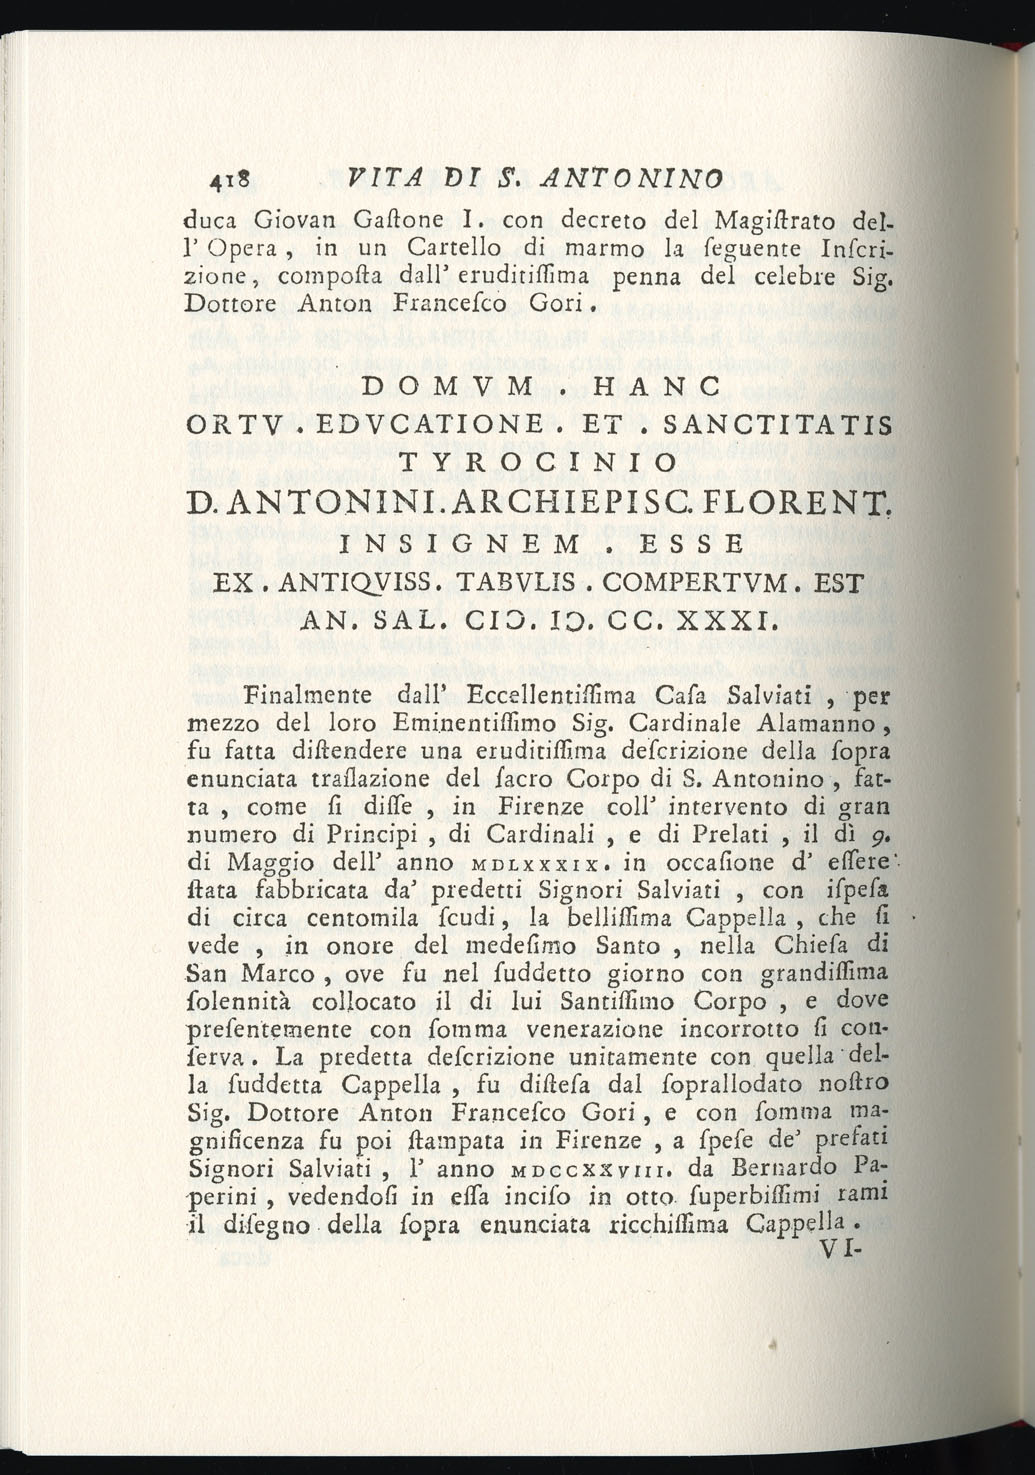 418 VITA DI S. ANTONINO
duca Giovan Gaſtone I. con decreto del Magiſtrato del-
l' Opera , in un Cartello di marmo la ſeguente Inſcri-
zione, compoſta dall' eruditiſſima penna del celebre Sig.
Dottore Anton Franceſco Gori .
DOMVM . HANC
ORTV . EDVCATIONE . ET . SANCTITATIS
TYROCINIO
D. ANTONINI. ARCHIEPISC. FLORENT.
INSIGNEM . ESSE
EX . ANTIQVISS. TABVLIS . COMPERTVM . EST
AN. SAL. CIↃ. IↃ. CC. XXXI.
Finalmente dall' Eccellentiſſima Caſa Salviati , per
mezzo del loro Eminentiſſimo Sig. Cardinale Alamanno ,
fu fatta diſtendere una eruditiſſima deſcrizione della ſopra
enunciata traſlazione del ſacro Corpo di S. Antonino , fat-
ta , come ſi diſſe , in Firenze coll' intervento di gran
numero di Principi , di Cardinali , e di Prelati , il dì 9.
di Maggio dell' anno MDLXXXIX. in occaſione d' eſſere
ſtata fabbricata da' predetti Signori Salviati , con iſpeſa
di circa centomila ſcudi, la belliſſima Cappella , che ſi
vede , in onore del medeſimo Santo , nella Chieſa di
San Marco , ove fu nel ſuddetto giorno con grandiſſima
ſolennità collocato il di lui Santiſſimo Corpo , e dove
preſentemente con ſomma venerazione incorrotto ſi con-
ſerva . La predetta deſcrizione unitamente con quella del-
la ſuddetta Cappella , fu diſteſa dal ſoprallodato noſtro
Sig. Dottore Anton Franceſco Gori, e con ſomma ma-
gnificenza fu poi ſtampata in Firenze , a ſpeſe de' prefati
Signori Salviati , l' anno MDCCXXVIII. da Bernardo Pa-
perini , vedendoſi in eſſa inciſo in otto ſuperbiſſimi rami
il diſegno della ſopra enunciata ricchiſſima Cappella .
VI-